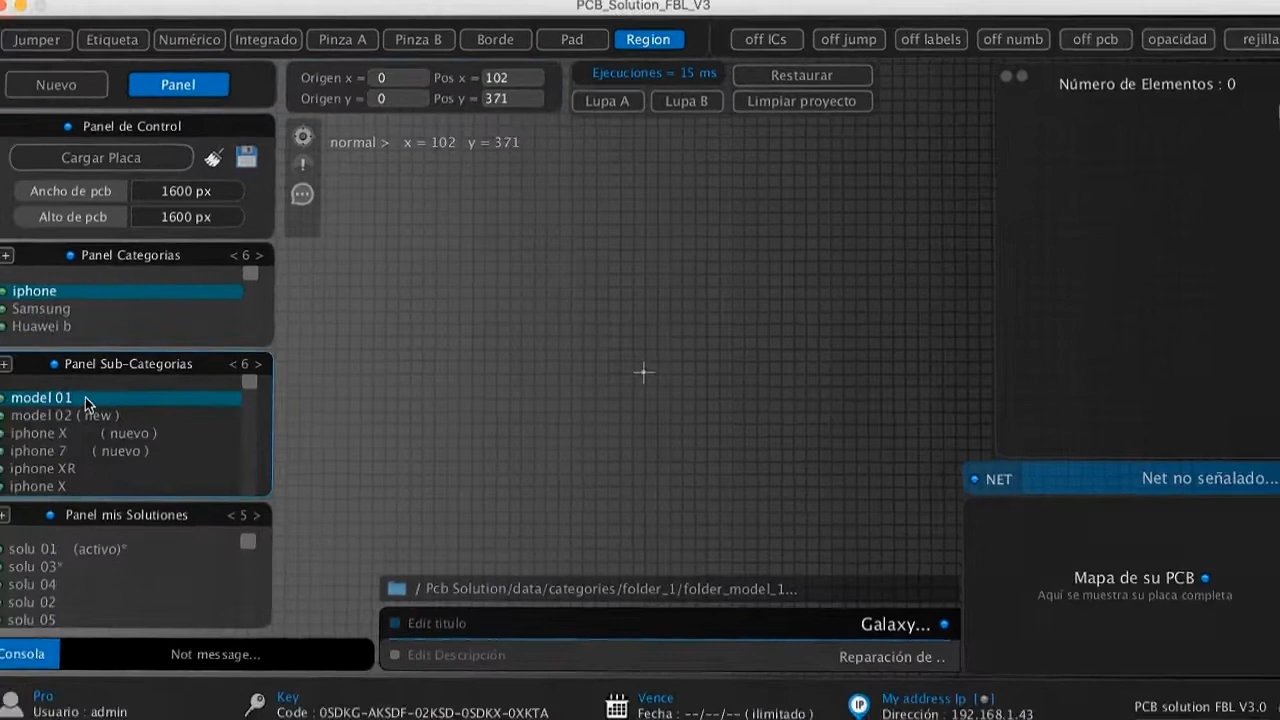 PCB_Solution_FBL_V3
Jumper Etiqueta Numérico Integrado Pinza A Pinza B Borde Pad Region off ICs off jump off labels off numb off pcb opacidad rejilla
Nuevo Panel
Origen x = 0 Pos x = 102
Origen y = 0 Pos y = 371
Ejecuciones = 15 ms
Lupa A Lupa B
Restaurar
Limpiar proyecto
Número de Elementos : 0
Panel de Control
Cargar Placa
Ancho de pcb 1600 px
Alto de pcb 1600 px
normal > x = 102 y = 371
Panel Categorias < 6 >
iphone
Samsung
Huawei b
Panel Sub-Categorias < 6 >
model 01
model 02 ( new )
iphone X ( nuevo )
iphone 7 ( nuevo )
iphone XR
iphone X
Panel mis Solutiones < 5 >
solu 01 (activo)*
solu 03*
solu 04
solu 02
solu 05
NET Net no señalado...
Mapa de su PCB
Aquí se muestra su placa completa
/ Pcb Solution/data/categories/folder_1/folder_model_1...
Edit titulo Galaxy...
Edit Descripción Reparación de ..
Consola Not message...
Pro
Usuario : admin
Key
Code : 0SDKG-AKSDF-02KSD-0SDKX-0XKTA
Vence
Fecha : --/--/-- ( ilimitado )
IP
My address Ip [ ]
Dirección : 192.168.1.43
PCB solution FBL V3.0